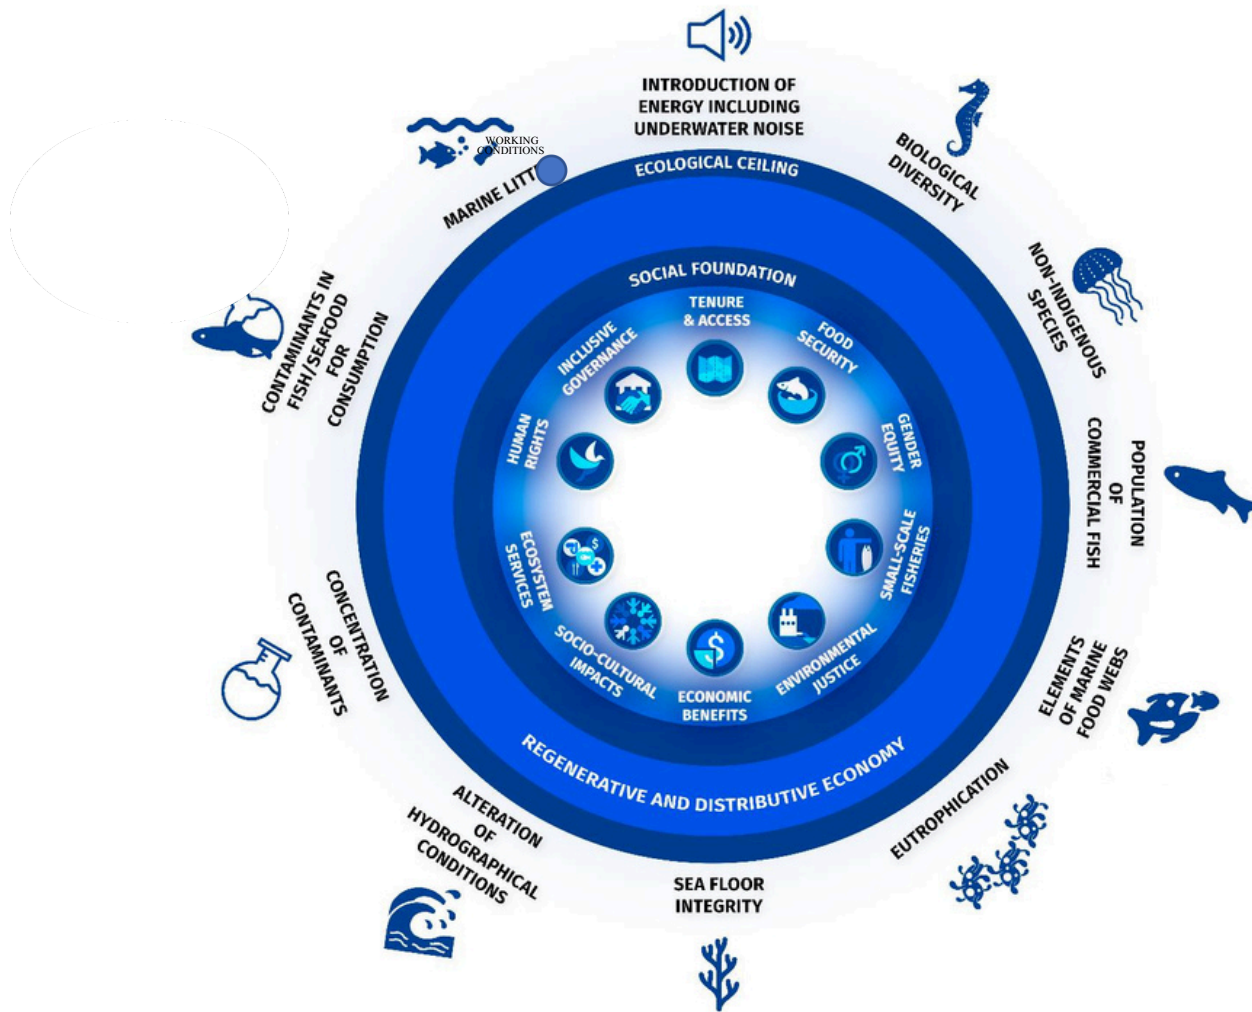 INTRODUCTION OF
ENERGY INCLUDING
UNDERWATER NOISE
BIOLOGICAL
DIVERSITY
NON-INDIGENOUS
SPECIES
POPULATION
OF
COMMERCIAL FISH
ELEMENTS
OF MARINE
FOOD WEBS
EUTROPHICATION
SEA FLOOR
INTEGRITY
ALTERATION
OF
HYDROGRAPHICAL
CONDITIONS
CONCENTRATION
OF
CONTAMINANTS
CONTAMINANTS IN
FISH/SEAFOOD
FOR
CONSUMPTION
MARINE LITT
WORKING
CONDITIONS
ECOLOGICAL CEILING
SOCIAL FOUNDATION
TENURE
& ACCESS
FOOD
SECURITY
GENDER
EQUITY
SMALL-SCALE
FISHERIES
ENVIRONMENTAL
JUSTICE
ECONOMIC
BENEFITS
SOCIO-CULTURAL
IMPACTS
ECOSYSTEM
SERVICES
HUMAN
RIGHTS
INCLUSIVE
GOVERNANCE
REGENERATIVE AND DISTRIBUTIVE ECONOMY